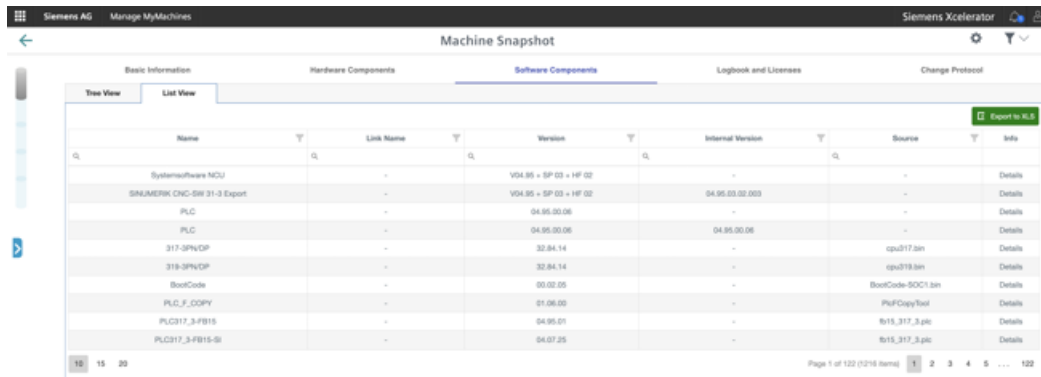 Siemens AG Manage MyMachines Siemens Xcelerator
Machine Snapshot
Basic Information Hardware Components Software Components Logbook and Licenses Change Protocol
Tree View List View
Export to XLS
Name Link Name Version Internal Version Source Info
Systemsoftware NCU - V04.95 + SP 03 + HF 02 - - Details
SINUMERIK CNC-SW 31-3 Export - V04.95 + SP 03 + HF 02 04.95.03.02.003 - Details
PLC - 04.95.00.06 - - Details
PLC - 04.95.00.06 04.95.00.06 - Details
317-3PN/DP - 32.84.14 - cpu317.bin Details
319-3PN/DP - 32.84.14 - cpu319.bin Details
BootCode - 00.02.05 - BootCode-SOC1.bin Details
PLC_F_COPY - 01.06.00 - PlcFCopyTool Details
PLC317_3-FB15 - 04.95.01 - fb15_317_3.plc Details
PLC317_3-FB15-SI - 04.07.25 - fb15_317_3.plc Details
10 15 20 Page 1 of 122 (1216 items) 1 2 3 4 5 ... 122